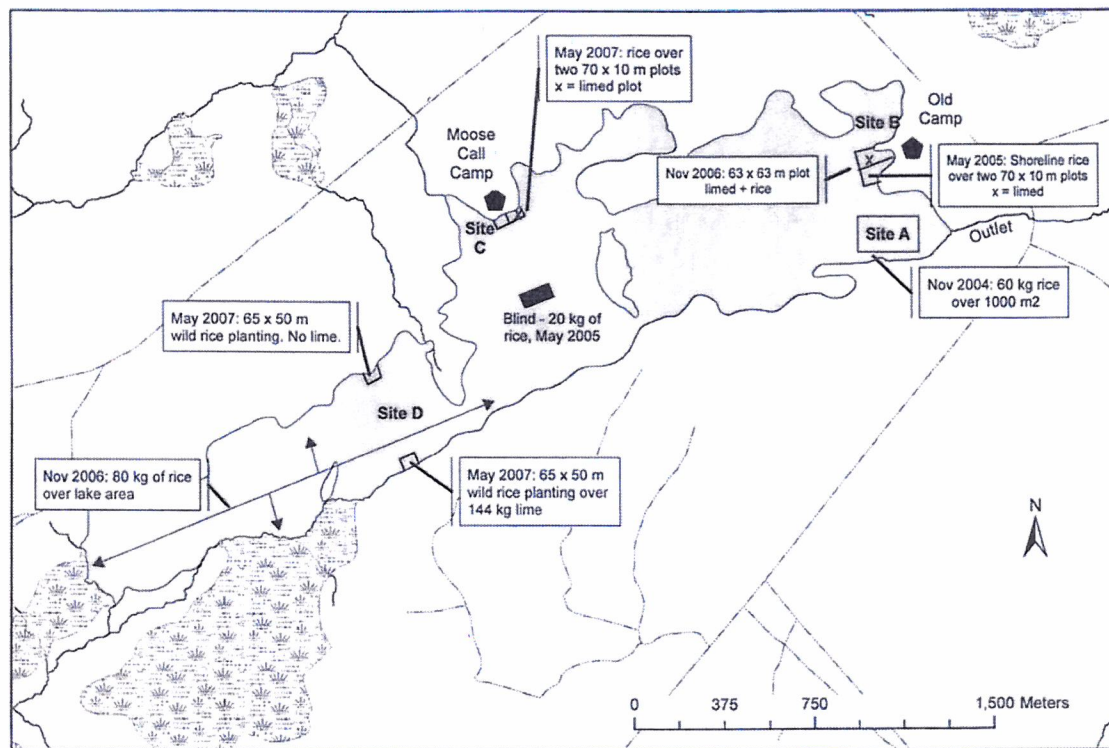 May 2007: rice over
two 70 x 10 m plots
x = limed plot
Moose
Call
Camp
Site B
Old
Camp
Nov 2006: 63 x 63 m plot
limed + rice
x
May 2005: Shoreline rice
over two 70 x 10 m plots
x = limed
Site
C
Site A
Outlet
Nov 2004: 60 kg rice
over 1000 m2
Blind - 20 kg of
rice, May 2005
May 2007: 65 x 50 m
wild rice planting. No lime.
Site D
Nov 2006: 80 kg of rice
over lake area
May 2007: 65 x 50 m
wild rice planting over
144 kg lime
N
0 375 750 1,500 Meters